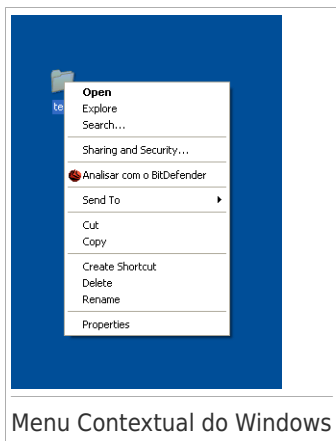 Open
Explore
Search...
Sharing and Security...
Analisar com o BitDefender
Send To
Cut
Copy
Create Shortcut
Delete
Rename
Properties
Menu Contextual do Windows